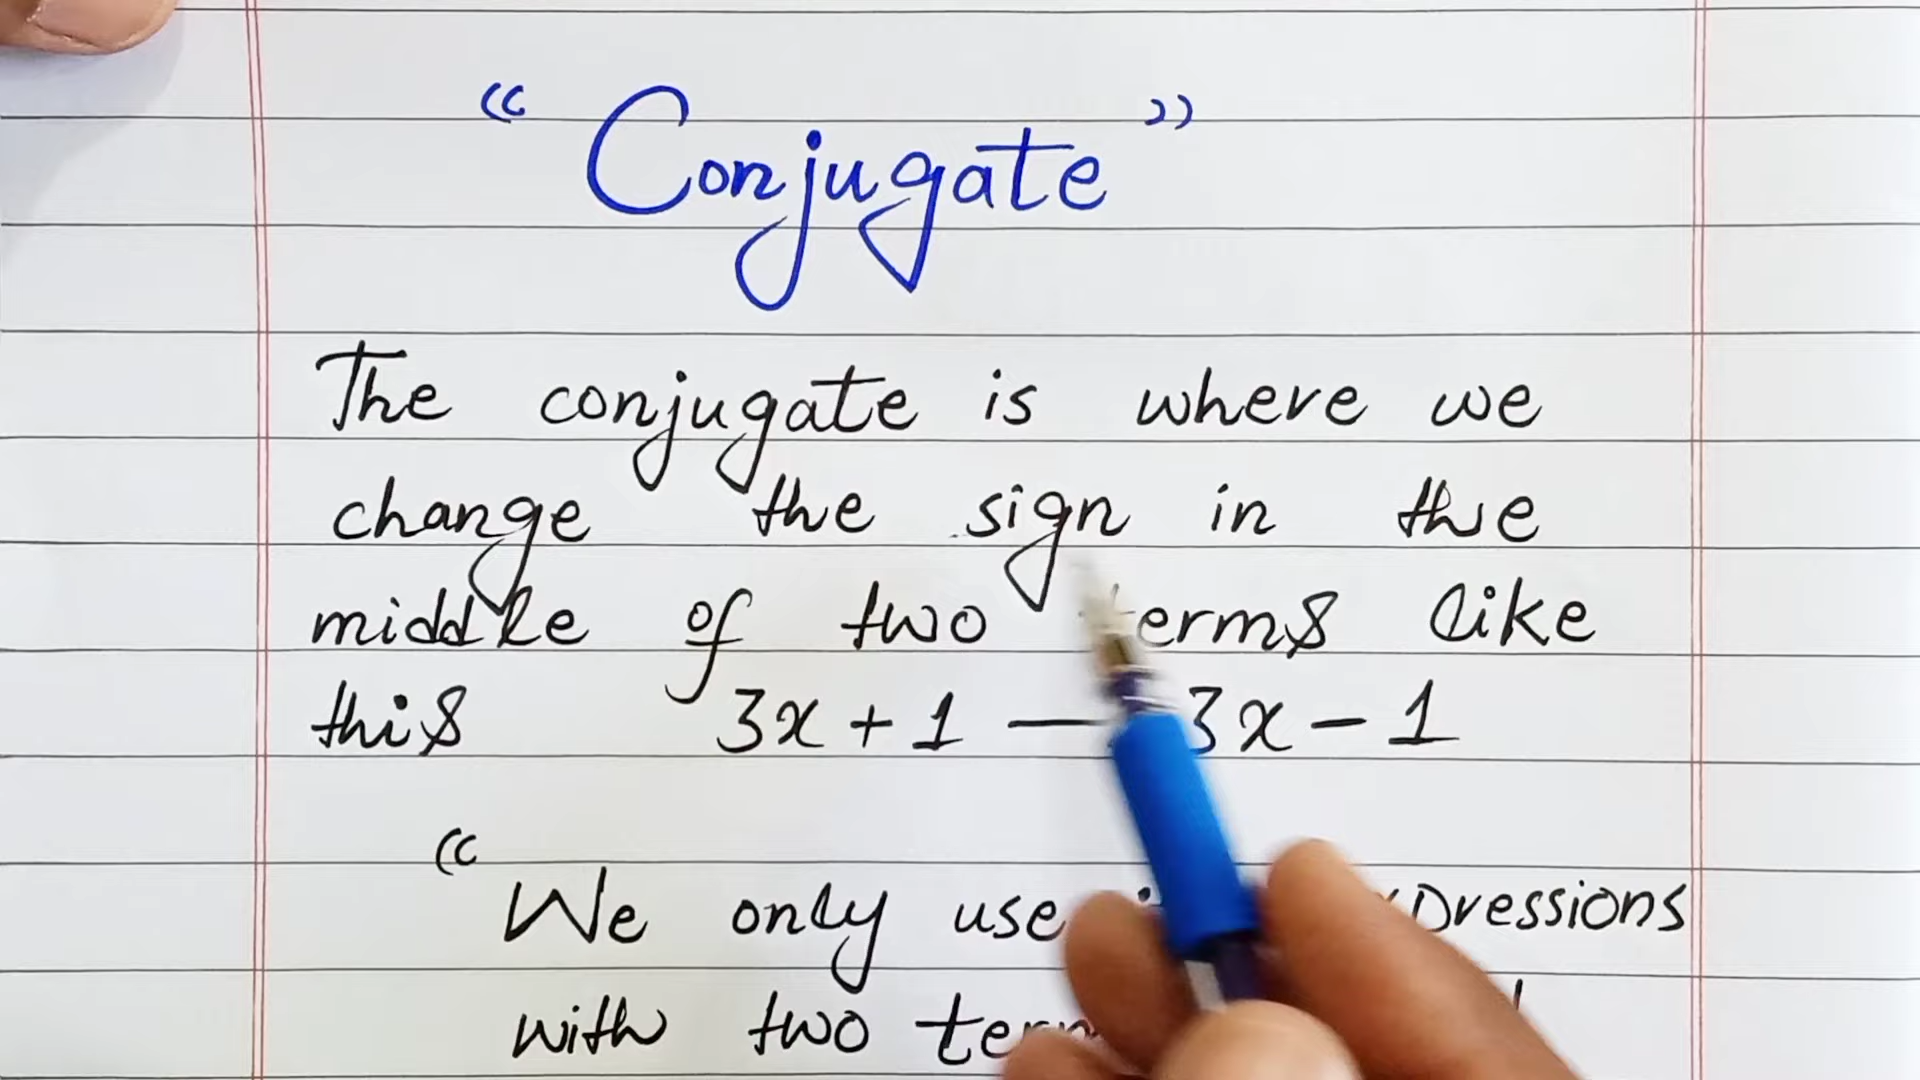 “Conjugate”
The conjugate is where we
change the sign in the
middle of two terms like
this 3x + 1 — 3x - 1
“We only use expressions
with two